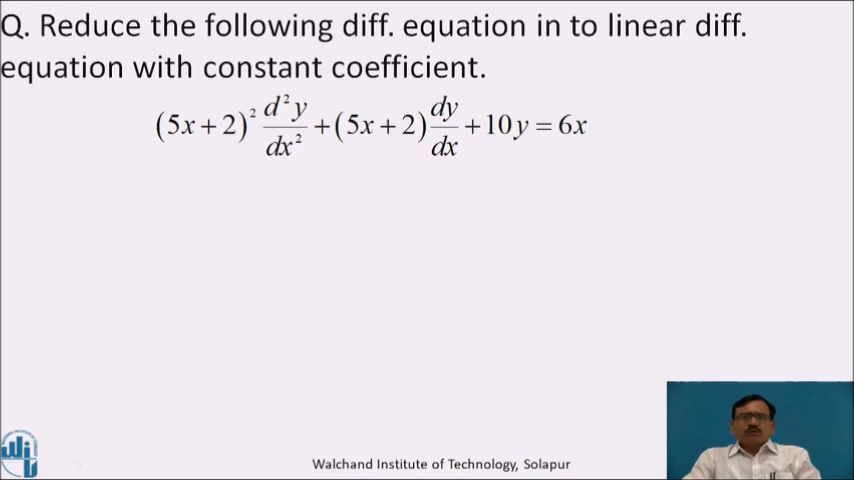 Q. Reduce the following diff. equation in to linear diff.
equation with constant coefficient.
(5x+2)² d²y/dx² + (5x+2) dy/dx + 10y = 6x
Walchand Institute of Technology, Solapur